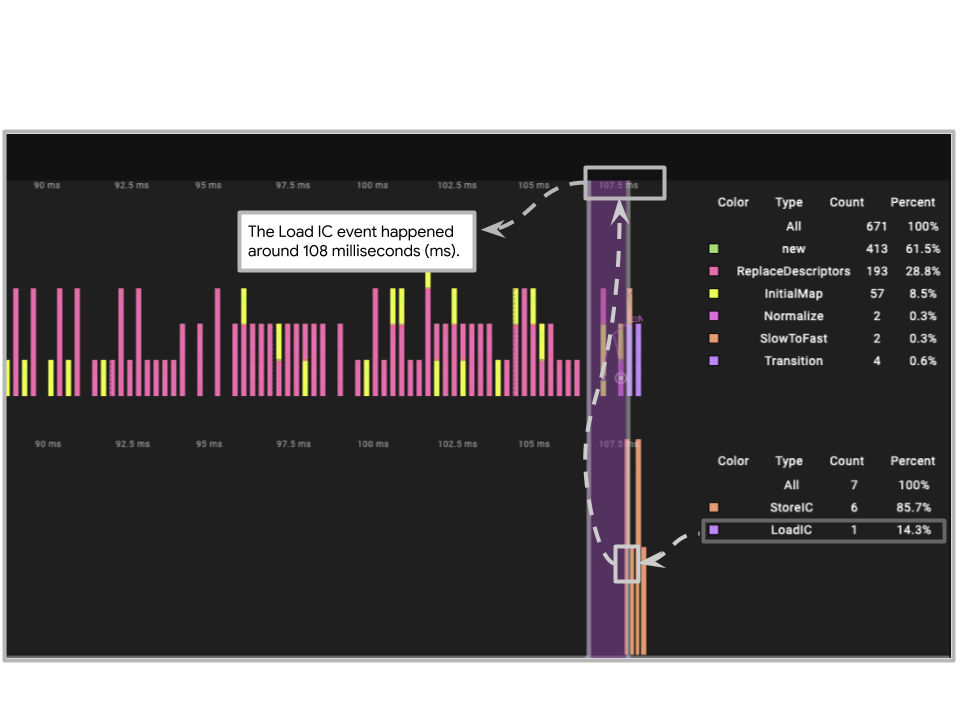 90 ms 92.5 ms 95 ms 97.5 ms 100 ms 102.5 ms 105 ms 107.5 ms
The Load IC event happened
around 108 milliseconds (ms).
Color Type Count Percent
All 671 100%
new 413 61.5%
ReplaceDescriptors 193 28.8%
InitialMap 57 8.5%
Normalize 2 0.3%
SlowToFast 2 0.3%
Transition 4 0.6%
90 ms 92.5 ms 95 ms 97.5 ms 100 ms 102.5 ms 105 ms 107.5 ms
Color Type Count Percent
All 7 100%
StoreIC 6 85.7%
LoadIC 1 14.3%